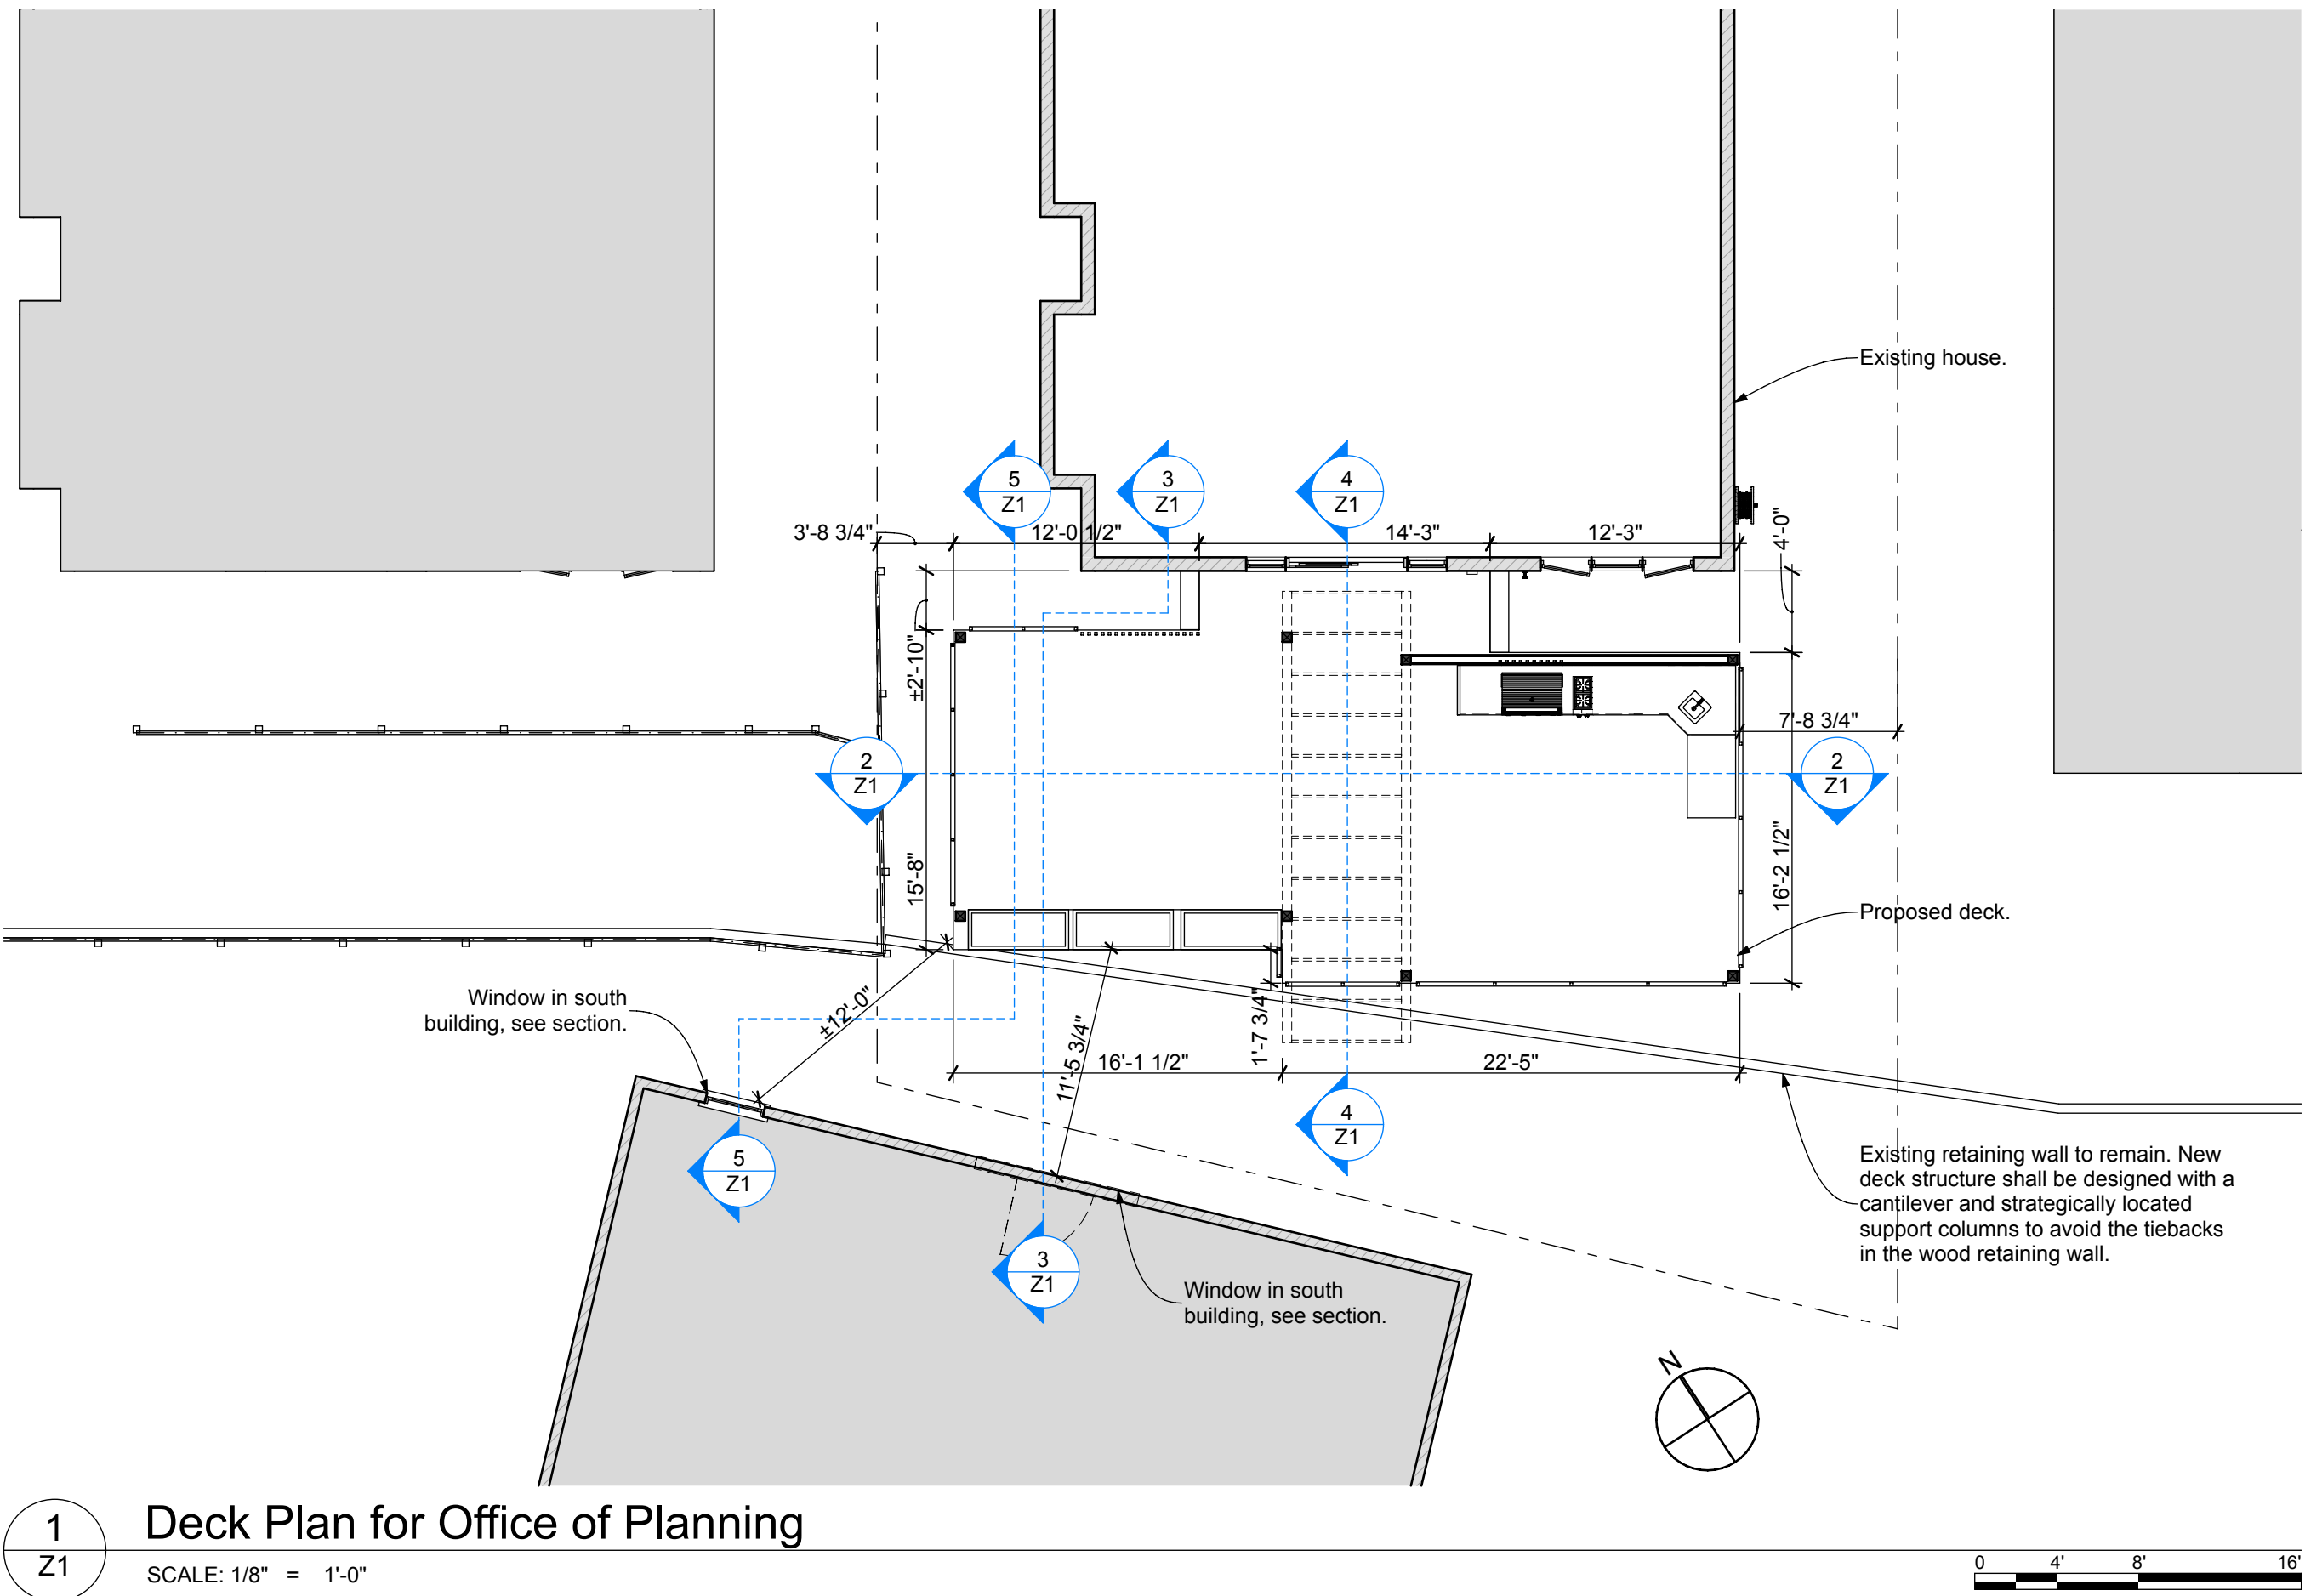 Existing house.
5
Z1
3
Z1
4
Z1
3'-8 3/4"
12'-0 1/2"
14'-3"
12'-3"
4'-0"
±2'-10"
7'-8 3/4"
2
Z1
2
Z1
15'-8"
16'-2 1/2"
Proposed deck.
Window in south
building, see section.
±12'-0"
11'-5 3/4"
1'-7 3/4"
16'-1 1/2"
22'-5"
4
Z1
5
Z1
Existing retaining wall to remain. New
deck structure shall be designed with a
cantilever and strategically located
support columns to avoid the tiebacks
in the wood retaining wall.
3
Z1
Window in south
building, see section.
N
1
Z1
Deck Plan for Office of Planning
SCALE: 1/8" = 1'-0"
0 4' 8' 16'